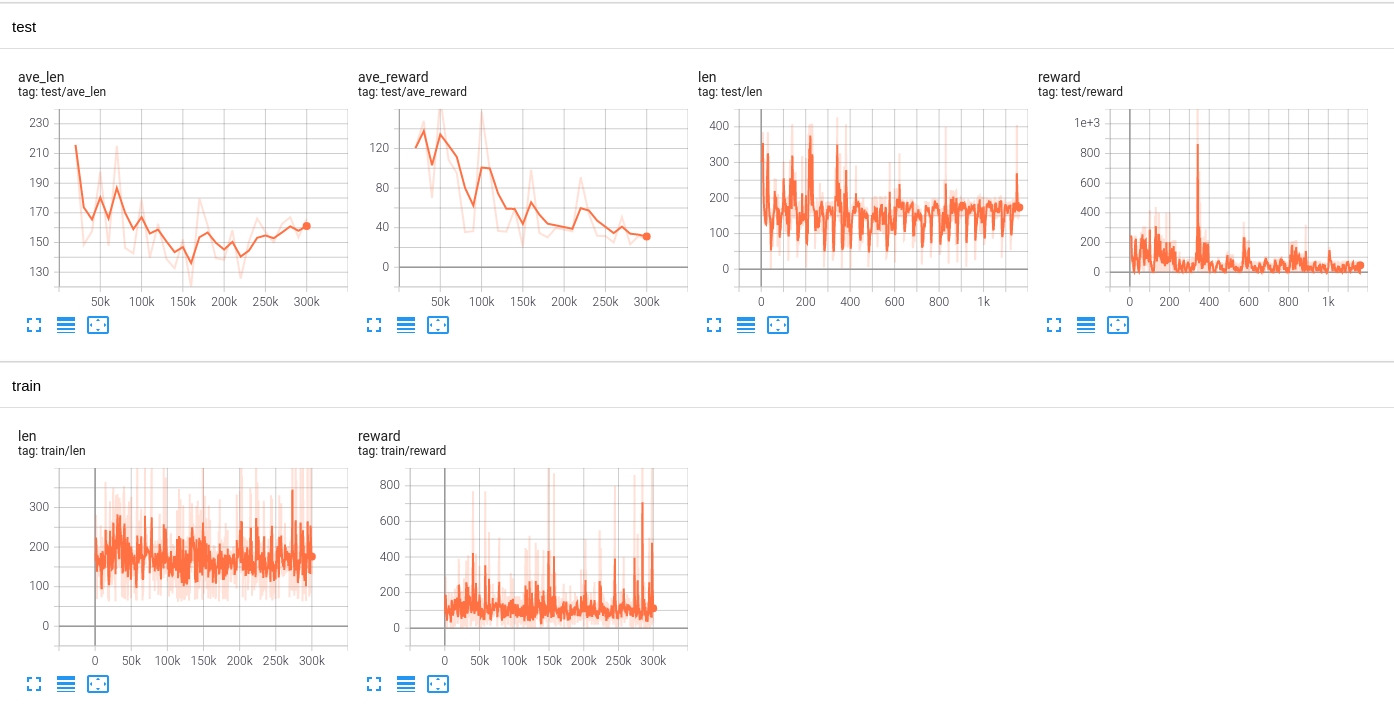 test
ave_len
tag: test/ave_len
230
210
190
170
150
130
50k 100k 150k 200k 250k 300k
ave_reward
tag: test/ave_reward
120
80
40
0
50k 100k 150k 200k 250k 300k
len
tag: test/len
400
300
200
100
0
0 200 400 600 800 1k
reward
tag: test/reward
1e+3
800
600
400
200
0
0 200 400 600 800 1k
train
len
tag: train/len
300
200
100
0
0 50k 100k 150k 200k 250k 300k
reward
tag: train/reward
800
600
400
200
0
0 50k 100k 150k 200k 250k 300k